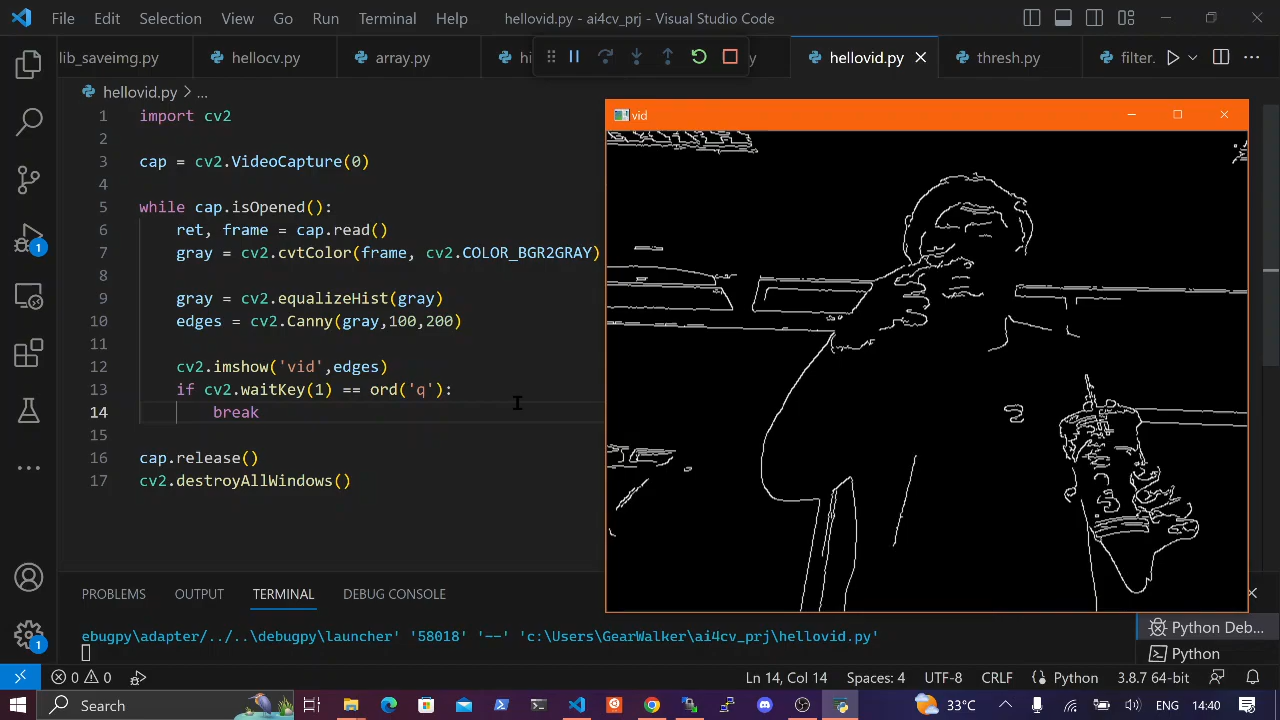 File Edit Selection View Go Run Terminal Help hellovid.py - ai4cv_prj - Visual Studio Code
lib_saveimg.py hellocv.py array.py hi y hellovid.py thresh.py filter.
hellovid.py > ...
1 import cv2
2
3 cap = cv2.VideoCapture(0)
4
5 while cap.isOpened():
6 ret, frame = cap.read()
7 gray = cv2.cvtColor(frame, cv2.COLOR_BGR2GRAY)
8
9 gray = cv2.equalizeHist(gray)
10 edges = cv2.Canny(gray,100,200)
11
12 cv2.imshow('vid',edges)
13 if cv2.waitKey(1) == ord('q'):
14 break
15
16 cap.release()
17 cv2.destroyAllWindows()
vid
1
1
PROBLEMS OUTPUT TERMINAL DEBUG CONSOLE
ebugpy\adapter/../..\debugpy\launcher' '58018' '--' 'c:\Users\GearWalker\ai4cv_prj\hellovid.py'
Python Deb...
Python
0 0 Ln 14, Col 14 Spaces: 4 UTF-8 CRLF Python 3.8.7 64-bit
Search 33°C ENG 14:40